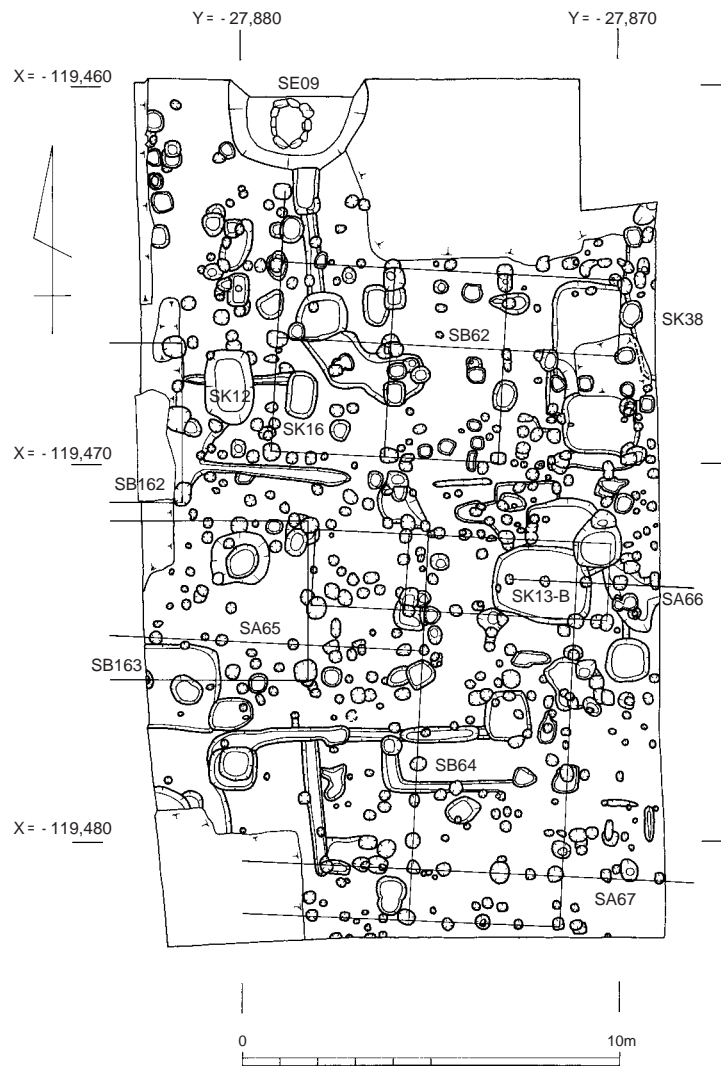 Y = - 27,880
Y = - 27,870
X = - 119,460
SE09
SK38
SB62
SK12
SK16
X = - 119,470
SB162
SK13-B
SA66
SA65
SB163
SB64
X = - 119,480
SA67
0
10m